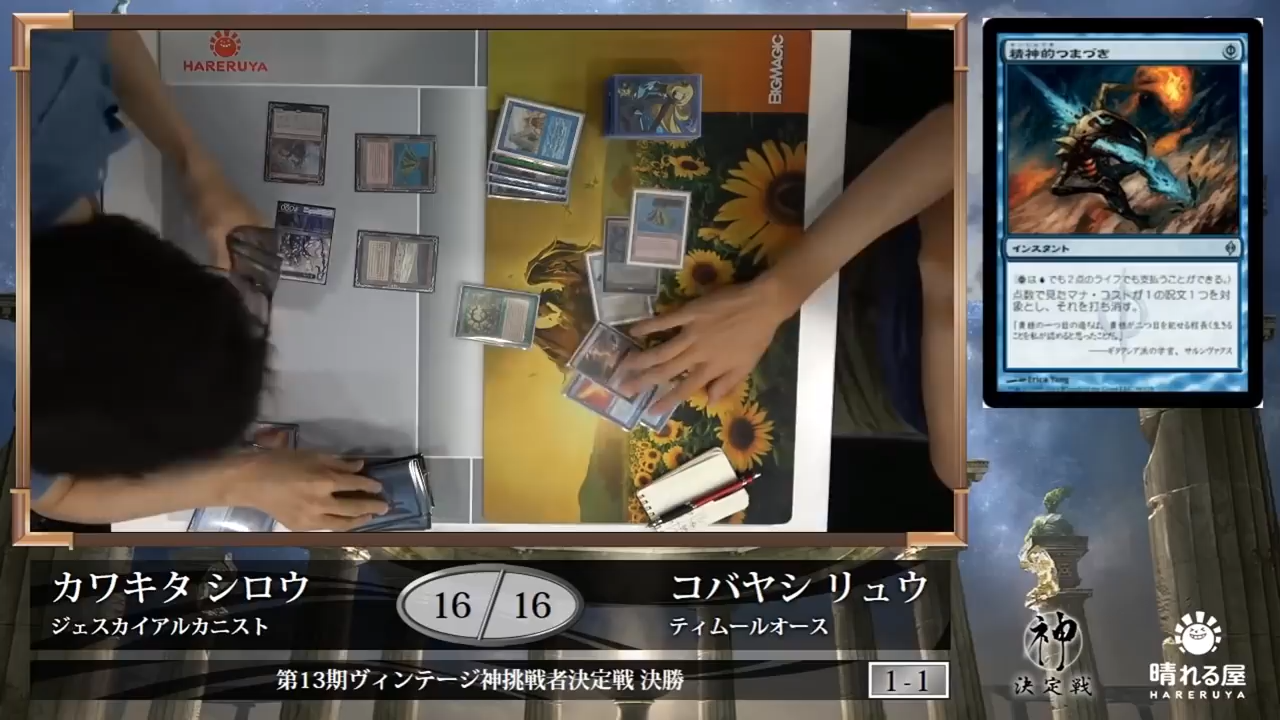 HARERUYA
BIGMAGIC
精神的つまづき
インスタント
(は でも２点のライフでも支払うことができる。)
点数で見たマナ・コストが１の呪文１つを対
象とし、それを打ち消す。
カワキタ シロウ
ジェスカイアルカニスト
16 / 16
コバヤシ リュウ
ティムールオース
第13期ヴィンテージ神挑戦者決定戦 決勝
1-1
神
決定戦
晴れる屋
HARERUYA